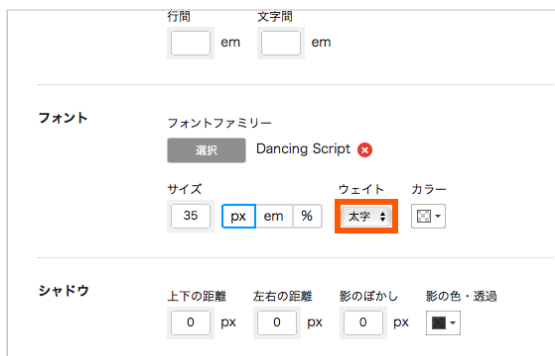 行間 文字間
em em
フォント
フォントファミリー
選択 Dancing Script
サイズ ウェイト カラー
35 px em % 太字
シャドウ
上下の距離 左右の距離 影のぼかし 影の色・透過
0 px 0 px 0 px